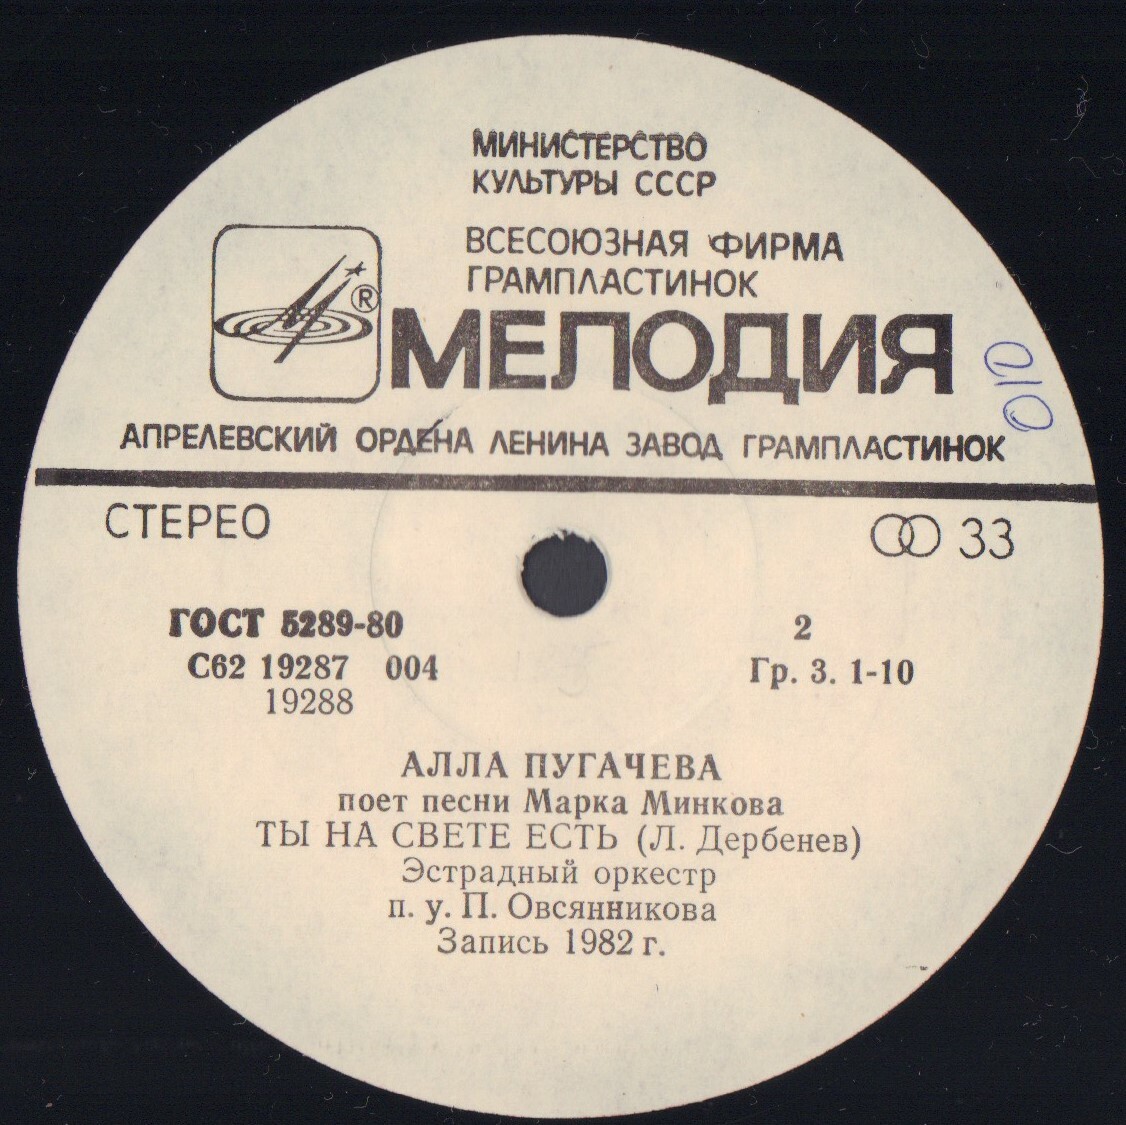 МИНИСТЕРСТВО
КУЛЬТУРЫ СССР
ВСЕСОЮЗНАЯ ФИРМА
ГРАМПЛАСТИНОК
®
МЕЛОДИЯ
АПРЕЛЕВСКИЙ ОРДЕНА ЛЕНИНА ЗАВОД ГРАМПЛАСТИНОК
СТЕРЕО
33
ГОСТ 5289-80
2
С62 19287 004
Гр. 3. 1-10
19288
АЛЛА ПУГАЧЕВА
поет песни Марка Минкова
ТЫ НА СВЕТЕ ЕСТЬ (Л. Дербенев)
Эстрадный оркестр
п. у. П. Овсянникова
Запись 1982 г.